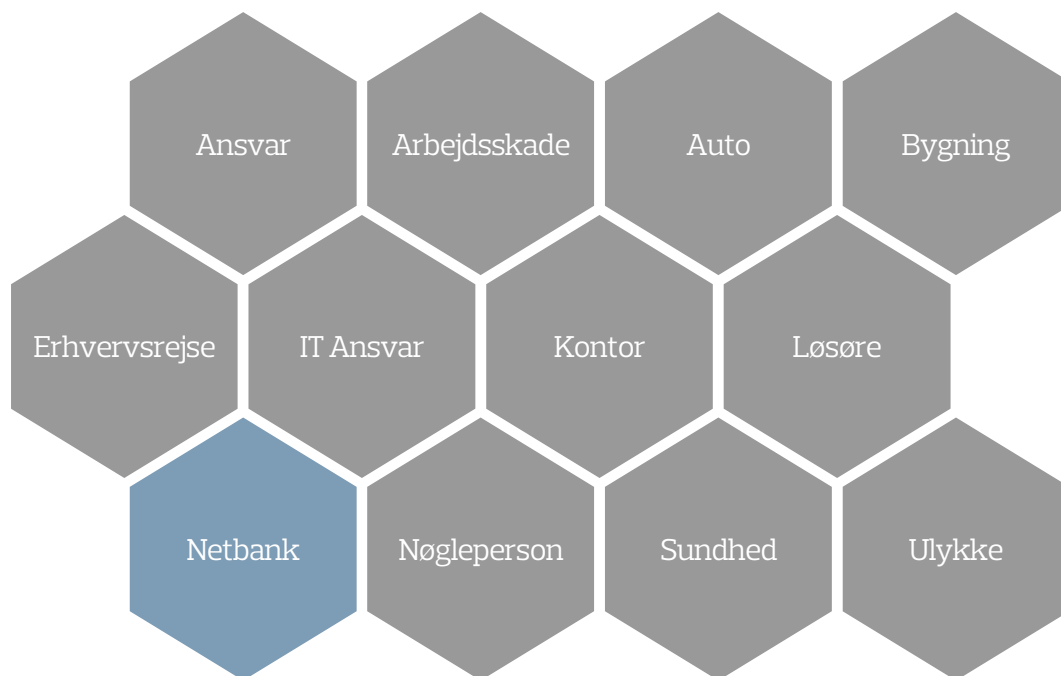 Ansvar
Arbejdsskade
Auto
Bygning
Erhvervsrejse
IT Ansvar
Kontor
Løsøre
Netbank
Nøgleperson
Sundhed
Ulykke